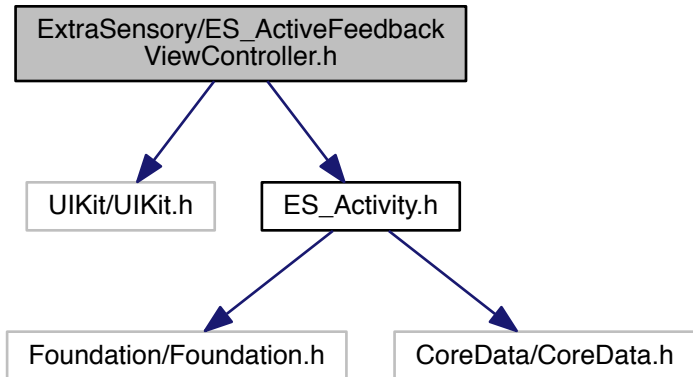 ExtraSensory/ES_ActiveFeedback
ViewController.h
UIKit/UIKit.h
ES_Activity.h
Foundation/Foundation.h
CoreData/CoreData.h